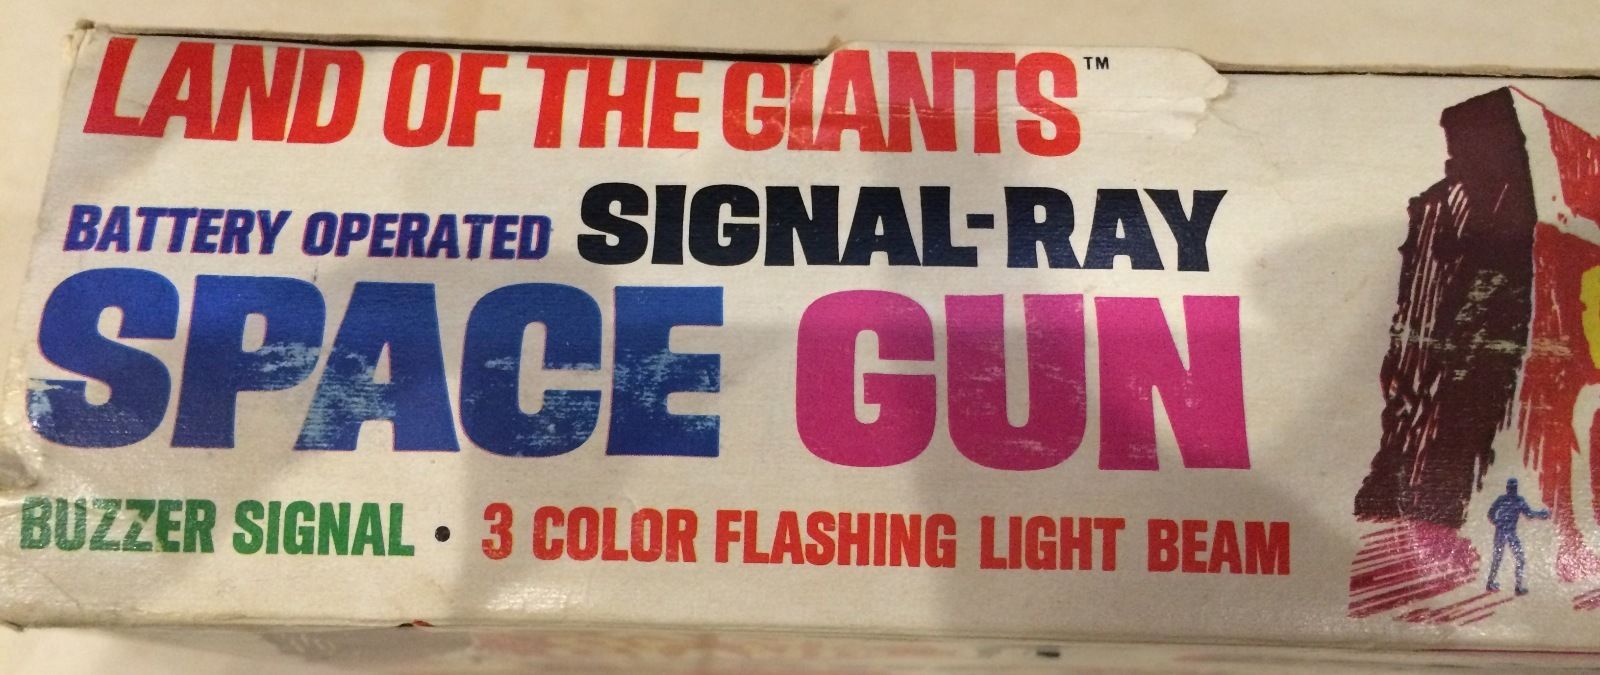 LAND OF THE GIANTS™
BATTERY OPERATED SIGNAL-RAY
SPACE GUN
BUZZER SIGNAL • 3 COLOR FLASHING LIGHT BEAM